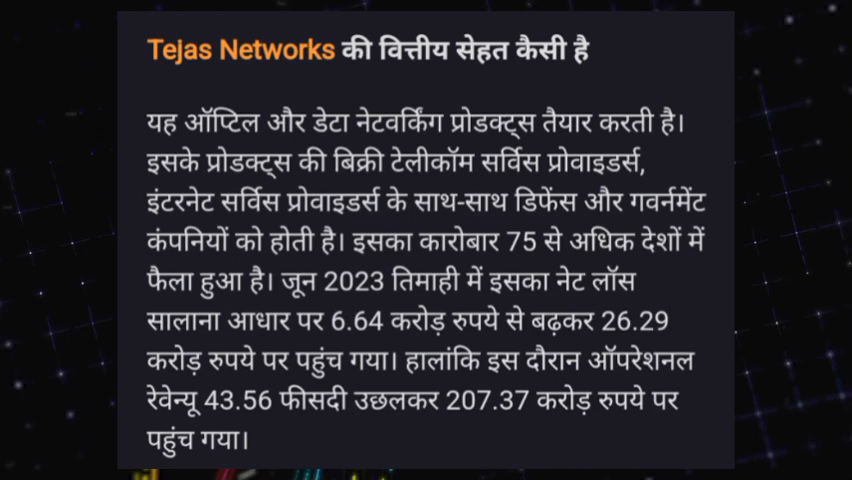 Tejas Networks की वित्तीय सेहत कैसी है
यह ऑप्टिल और डेटा नेटवर्किंग प्रोडक्ट्स तैयार करती है।
इसके प्रोडक्ट्स की बिक्री टेलीकॉम सर्विस प्रोवाइडर्स,
इंटरनेट सर्विस प्रोवाइडर्स के साथ-साथ डिफेंस और गवर्नमेंट
कंपनियों को होती है। इसका कारोबार 75 से अधिक देशों में
फैला हुआ है। जून 2023 तिमाही में इसका नेट लॉस
सालाना आधार पर 6.64 करोड़ रुपये से बढ़कर 26.29
करोड़ रुपये पर पहुंच गया। हालांकि इस दौरान ऑपरेशनल
रेवेन्यू 43.56 फीसदी उछलकर 207.37 करोड़ रुपये पर
पहुंच गया।